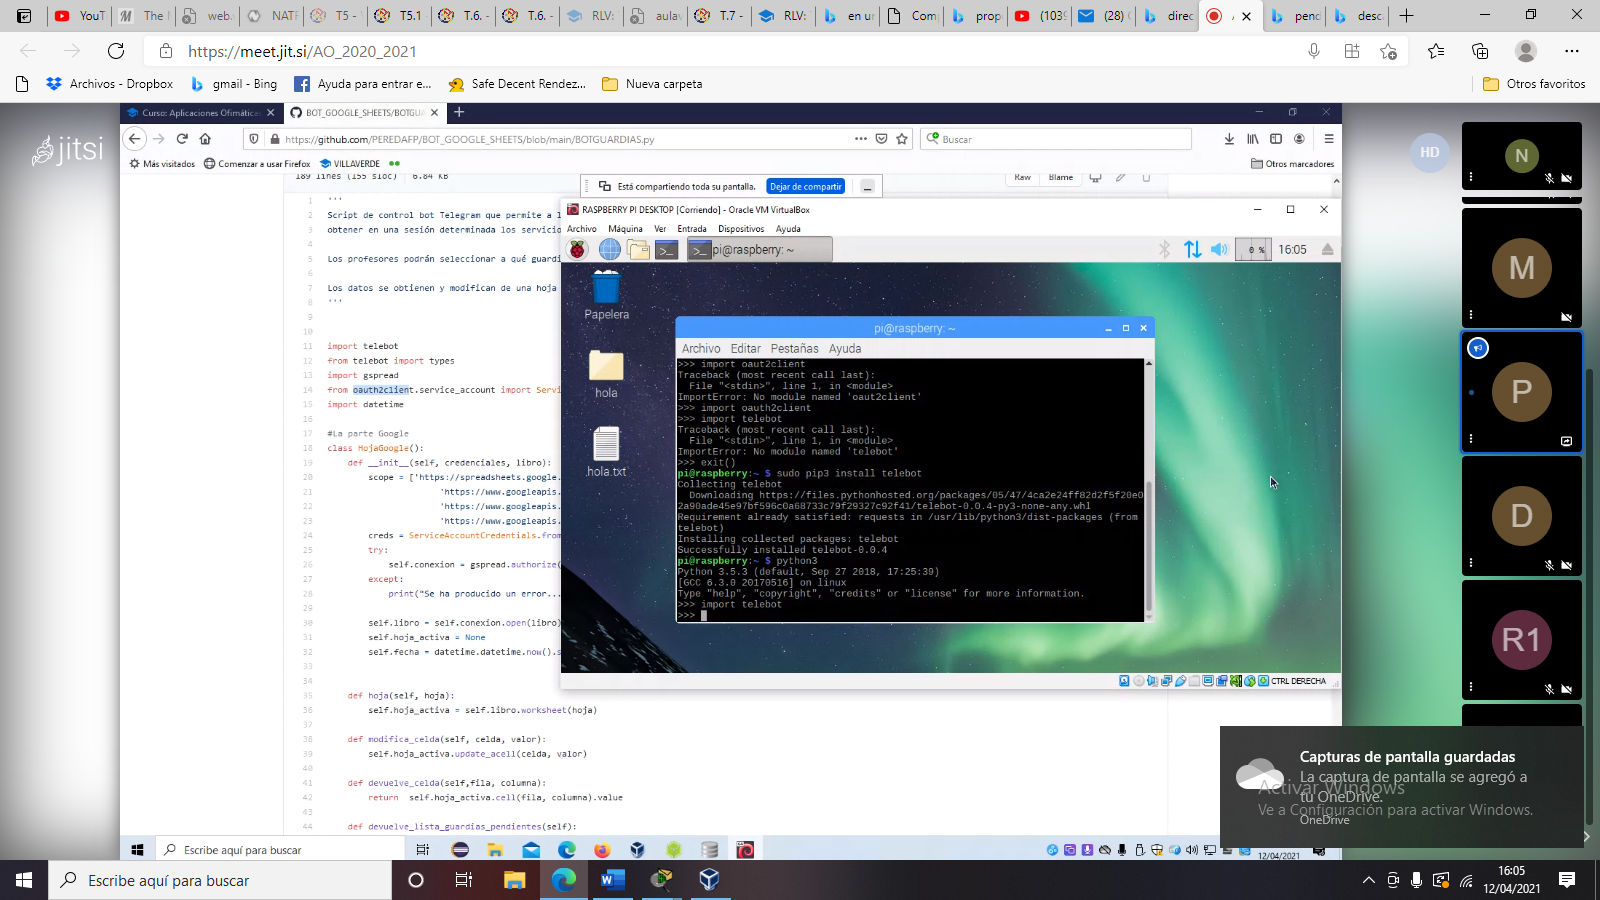 YouT
The I
web.
NATF
T5 -
T5.1
T.6. -
T.6. -
RLV:
aula
T.7 -
RLV:
en ur
Comp
prop
(1039
(28) (
direc
pend
desca
https://meet.jit.si/AO_2020_2021
Archivos - Dropbox
gmail - Bing
Ayuda para entrar e...
Safe Decent Rendez...
Nueva carpeta
Otros favoritos
jitsi
Curso: Aplicaciones Ofimáticas
BOT_GOOGLE_SHEETS/BOTGUA
https://github.com/PEREDAFP/BOT_GOOGLE_SHEETS/blob/main/BOTGUARDIAS.py
Buscar
Más visitados
Comenzar a usar Firefox
VILLAVERDE
Otros marcadores
189 lines (155 sloc) 6.84 KB
Raw Blame
Está compartiendo toda su pantalla. Dejar de compartir
1 '''
2 Script de control bot Telegram que permite a l
3 obtener en una sesión determinada los servicio
4
5 Los profesores podrán seleccionar a qué guardi
6
7 Los datos se obtienen y modifican de una hoja
8 '''
9
10
11 import telebot
12 from telebot import types
13 import gspread
14 from oauth2client.service_account import Servi
15 import datetime
16
17 #La parte Google
18 class HojaGoogle():
19 def __init__(self, credenciales, libro):
20 scope = ['https://spreadsheets.google.
21 'https://www.googleapis.
22 'https://www.googleapis.
23 'https://www.googleapis.
24 creds = ServiceAccountCredentials.from
25 try:
26 self.conexion = gspread.authorize(
27 except:
28 print("Se ha producido un error...
29
30 self.libro = self.conexion.open(libro)
31 self.hoja_activa = None
32 self.fecha = datetime.datetime.now().s
33
34
35 def hoja(self, hoja):
36 self.hoja_activa = self.libro.worksheet(hoja)
37
38 def modifica_celda(self, celda, valor):
39 self.hoja_activa.update_acell(celda, valor)
40
41 def devuelve_celda(self,fila, columna):
42 return self.hoja_activa.cell(fila, columna).value
43
44 def devuelve_lista_guardias_pendientes(self):
RASPBERRY PI DESKTOP [Corriendo] - Oracle VM VirtualBox
Archivo Máquina Ver Entrada Dispositivos Ayuda
pi@raspberry: ~
0 %
16:05
Papelera
hola
hola.txt
pi@raspberry: ~
Archivo Editar Pestañas Ayuda
>>> import oaut2client
Traceback (most recent call last):
File "<stdin>", line 1, in <module>
ImportError: No module named 'oaut2client'
>>> import oauth2client
>>> import telebot
Traceback (most recent call last):
File "<stdin>", line 1, in <module>
ImportError: No module named 'telebot'
>>> exit()
pi@raspberry:~ $ sudo pip3 install telebot
Collecting telebot
Downloading https://files.pythonhosted.org/packages/05/47/4ca2e24ff82d2f5f20e0
2a90ade45e97bf596c0a68733c79f29327c92f41/telebot-0.0.4-py3-none-any.whl
Requirement already satisfied: requests in /usr/lib/python3/dist-packages (from
telebot)
Installing collected packages: telebot
Successfully installed telebot-0.0.4
pi@raspberry:~ $ python3
Python 3.5.3 (default, Sep 27 2018, 17:25:39)
[GCC 6.3.0 20170516] on linux
Type "help", "copyright", "credits" or "license" for more information.
>>> import telebot
>>>
CTRL DERECHA
HD
N
M
P
D
R1
Capturas de pantalla guardadas
La captura de pantalla se agregó a
tu OneDrive.
OneDrive
Activar Windows
Ve a Configuración para activar Windows.
Escribe aquí para buscar
12/04/2021
Escribe aquí para buscar
16:05
12/04/2021